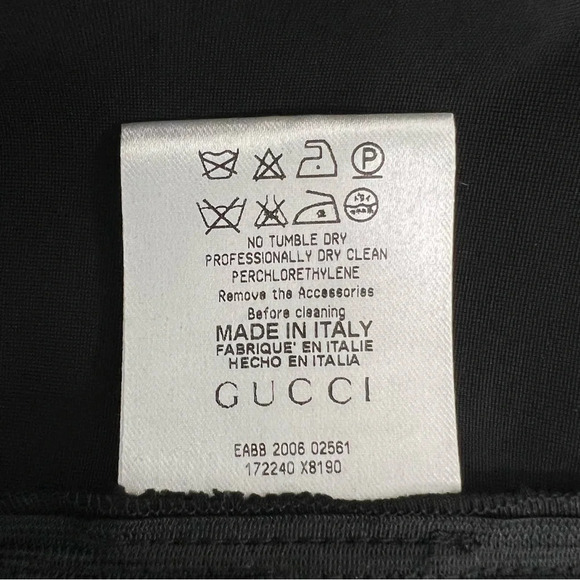 P
NO TUMBLE DRY
PROFESSIONALLY DRY CLEAN
PERCHLORETHYLENE
Remove the Accessories
Before cleaning
MADE IN ITALY
FABRIQUE' EN ITALIE
HECHO EN ITALIA
GUCCI
EABB 2006 02561
172240 X8190